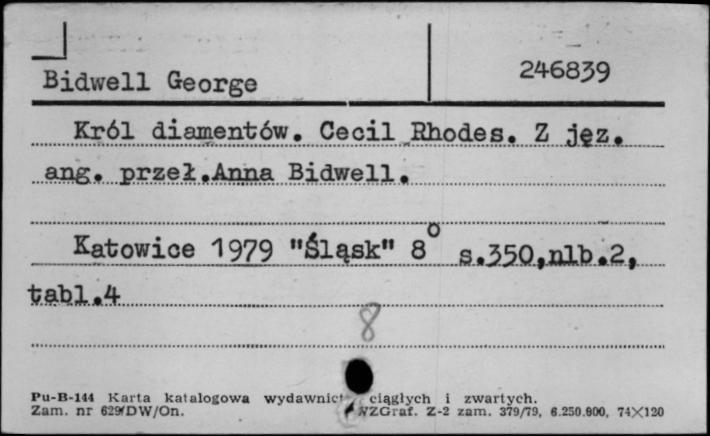 Bidwell George 246839
Król diamentów. Cecil Rhodes. Z jęz.
ang. przeł.Anna Bidwell.
Katowice 1979 "Śląsk" 8° s.350,nlb.2,
tabl.4
8
Pu-B-144 Karta katalogowa wydawnict ciągłych i zwartych.
Zam. nr 629/DW/On. WZGraf. Z-2 zam. 379/79, 6.250.000, 74×120